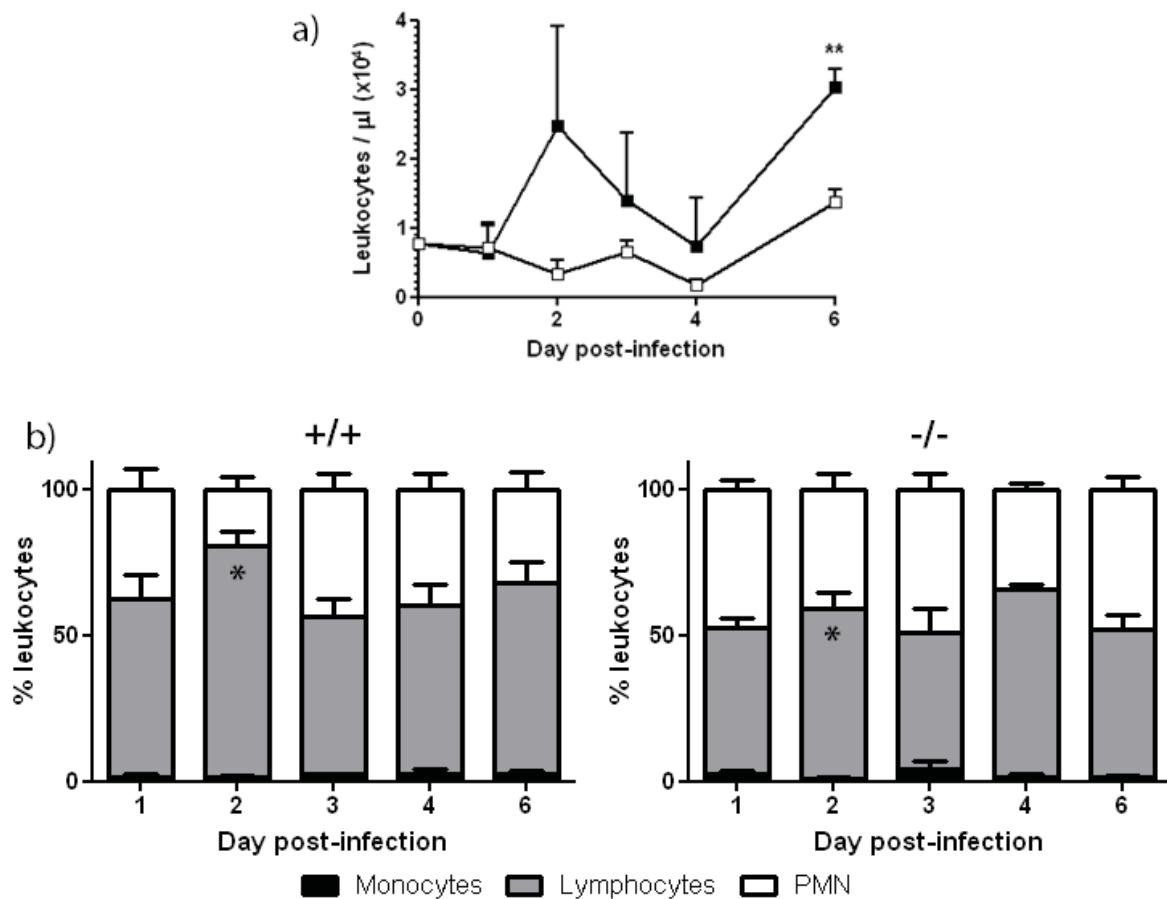 a)
Leukocytes / µl (x10⁴)
4
3
2
1
0
**
0 2 4 6
Day post-infection
b)
+/+
% leukocytes
100
50
0
*
1 2 3 4 6
Day post-infection
-/-
% leukocytes
100
50
0
*
1 2 3 4 6
Day post-infection
Monocytes Lymphocytes PMN